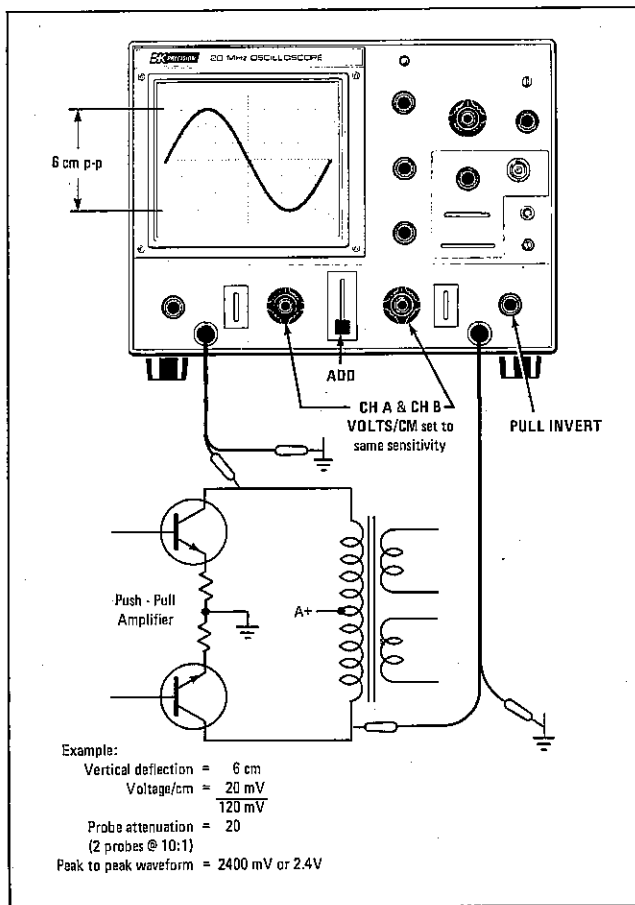 BK PRECISION 20 MHz OSCILLOSCOPE
6 cm p-p
ADD
CH A & CH B
VOLTS/CM set to
same sensitivity
PULL INVERT
Push - Pull
Amplifier
A+
Example:
Vertical deflection = 6 cm
Voltage/cm = 20 mV
120 mV
Probe attenuation = 20
(2 probes @ 10:1)
Peak to peak waveform = 2400 mV or 2.4V